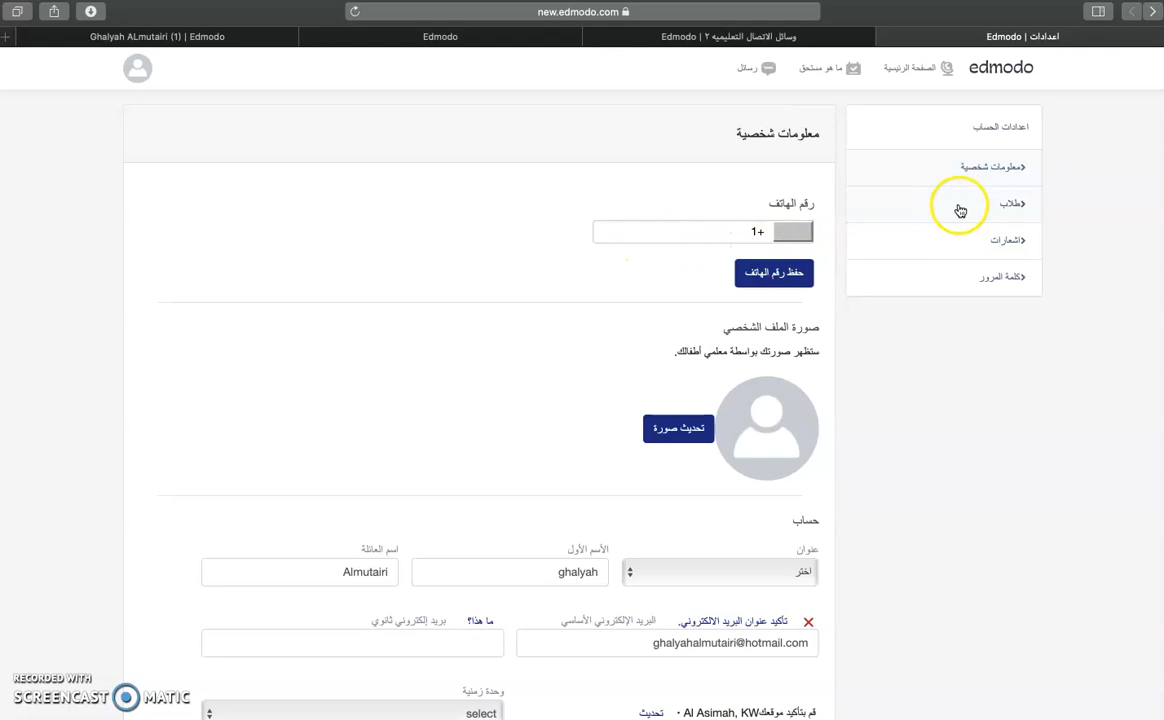 new.edmodo.com
Ghalyah ALmutairi (1) | Edmodo
Edmodo
وسائل الاتصال التعليميه ٢ | Edmodo
اعدادات | Edmodo
edmodo
الصفحة الرئيسية
ما هو مستحق
رسائل
اعدادات الحساب
معلومات شخصية
طلاب
اشعارات
كلمة المرور
معلومات شخصية
رقم الهاتف
+1
حفظ رقم الهاتف
صورة الملف الشخصي
ستظهر صورتك بواسطة معلمي أطفالك.
تحديث صورة
حساب
عنوان
الأسم الأول
اسم العائلة
اختر
ghalyah
Almutairi
تأكيد عنوان البريد الالكتروني.
البريد الإلكتروني الأساسي
ما هذا؟
بريد إلكتروني ثانوي
ghalyahalmutairi@hotmail.com
وحدة زمنية
قم بتأكيد موقعك Al Asimah, KW · تحديث
select
RECORDED WITH
SCREENCAST MATIC